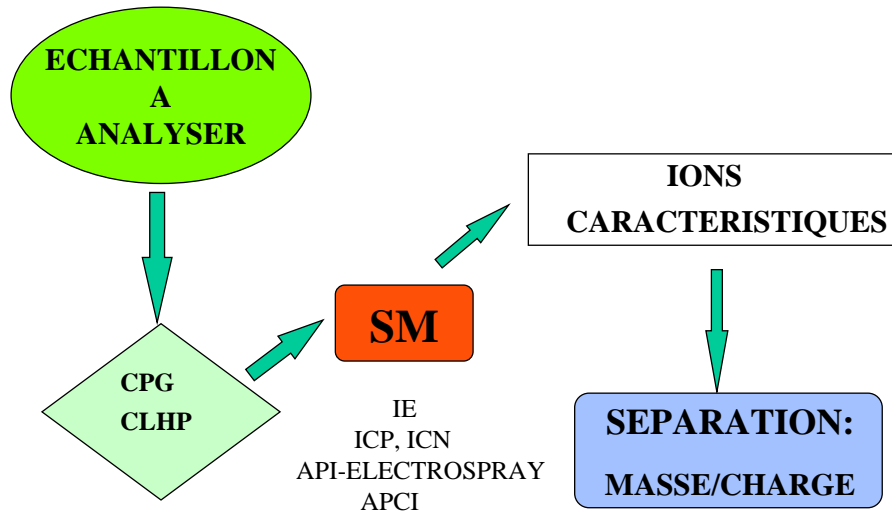 ECHANTILLON
A
ANALYSER
CPG
CLHP
SM
IE
ICP, ICN
API-ELECTROSPRAY
APCI
IONS
CARACTERISTIQUES
SEPARATION:
MASSE/CHARGE